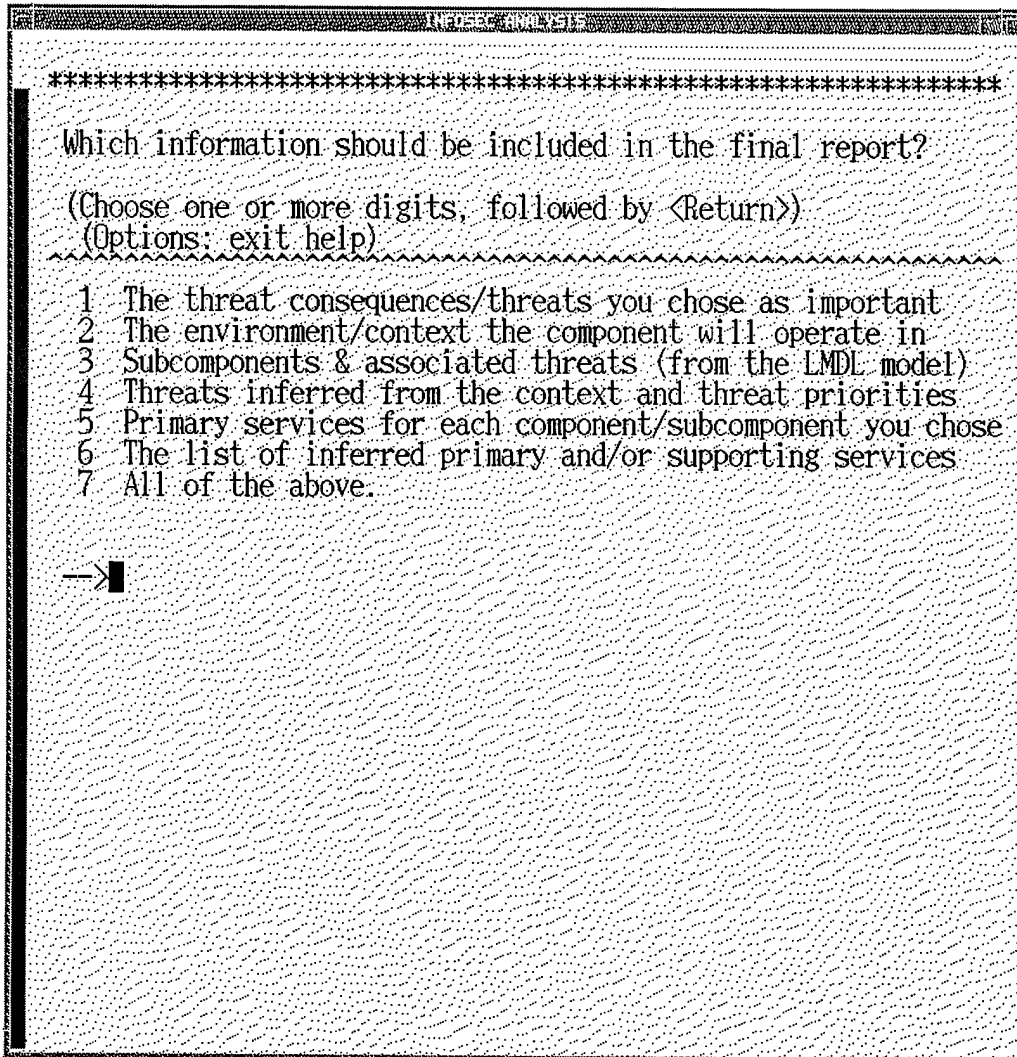 INFOSEC ANALYSIS
*****************************************************************
Which information should be included in the final report?
(Choose one or more digits, followed by <Return>)
(Options: exit help)
^^^^^^^^^^^^^^^^^^^^^^^^^^^^^^^^^^^^^^^^^^^^^^^^^^^^^^^^^^^^^^^^^
1 The threat consequences/threats you chose as important
2 The environment/context the component will operate in
3 Subcomponents & associated threats (from the LMDL model)
4 Threats inferred from the context and threat priorities
5 Primary services for each component/subcomponent you chose
6 The list of inferred primary and/or supporting services
7 All of the above.
-->